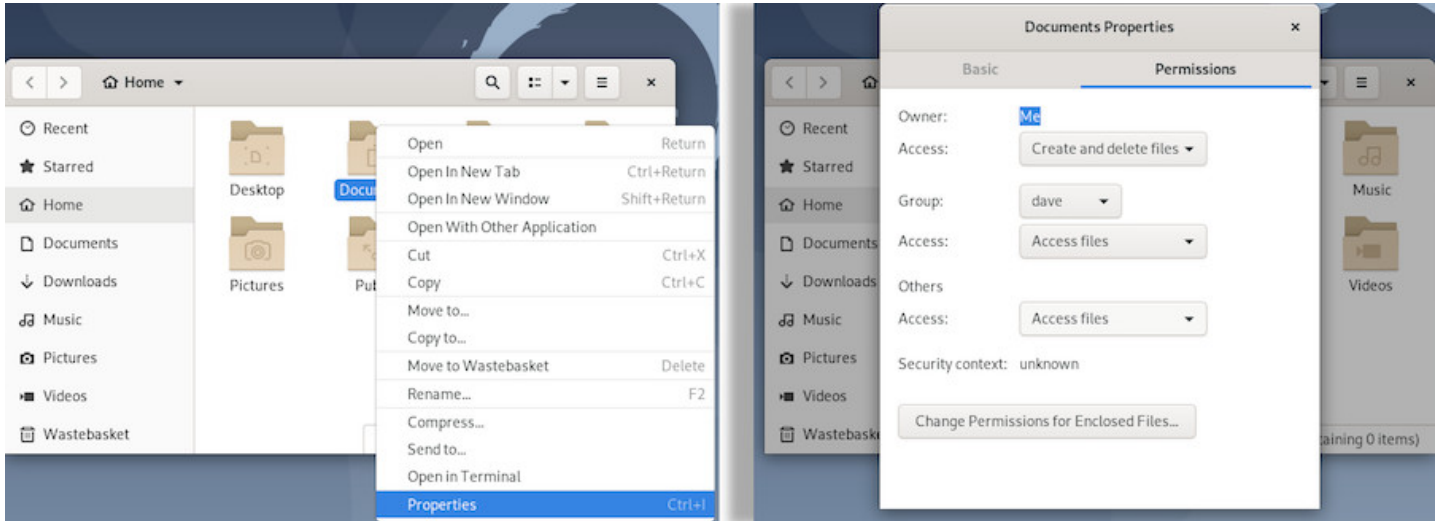 Home
Recent
Starred
Home
Documents
Downloads
Music
Pictures
Videos
Wastebasket
Desktop
Pictures
Open Return
Open In New Tab Ctrl+Return
Open In New Window Shift+Return
Open With Other Application
Cut Ctrl+X
Copy Ctrl+C
Move to...
Copy to...
Move to Wastebasket Delete
Rename... F2
Compress...
Send to...
Open in Terminal
Properties Ctrl+I
Documents Properties
Basic Permissions
Owner: Me
Access: Create and delete files
Group: dave
Access: Access files
Others
Access: Access files
Security context: unknown
Change Permissions for Enclosed Files...
Recent
Starred
Home
Documents
Downloads
Music
Pictures
Videos
Music
Videos
0 items)